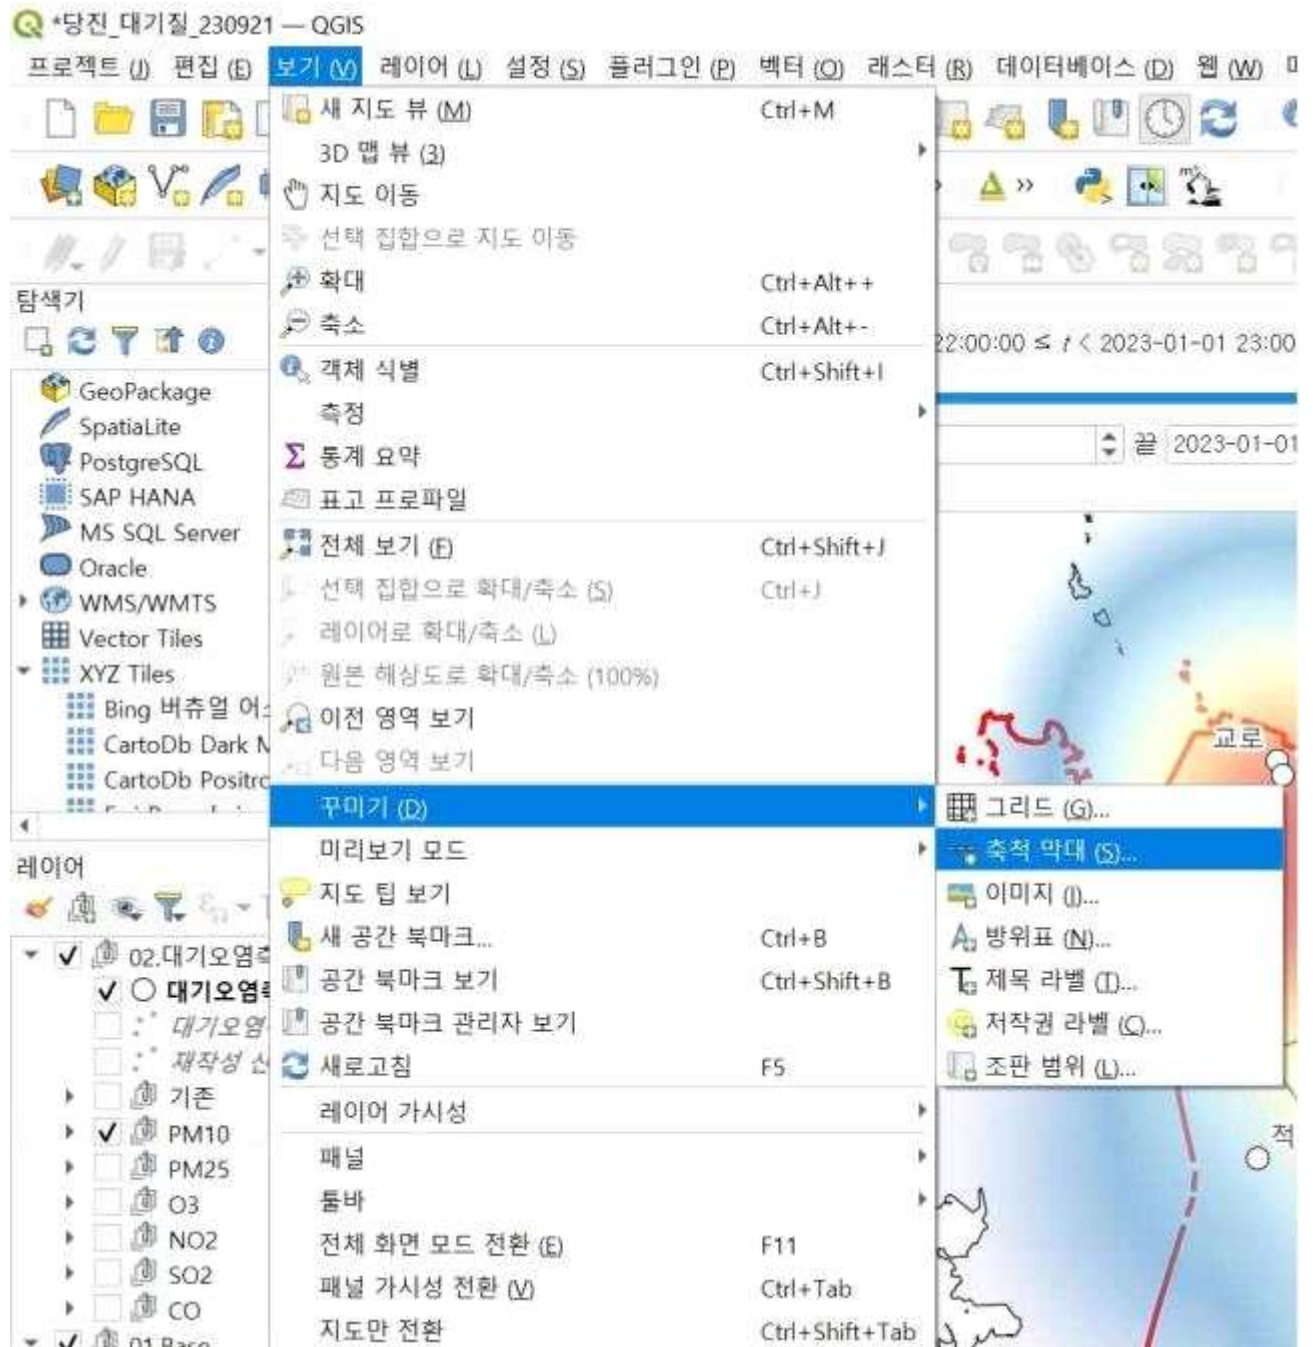 *당진_대기질_230921 — QGIS
프로젝트 (J) 편집 (E) 보기 (V) 레이어 (L) 설정 (S) 플러그인 (P) 벡터 (O) 래스터 (R) 데이터베이스 (D) 웹 (W)
새 지도 뷰 (M) Ctrl+M
3D 맵 뷰 (3)
지도 이동
선택 집합으로 지도 이동
확대 Ctrl+Alt++
축소 Ctrl+Alt+-
객체 식별 Ctrl+Shift+I
측정
통계 요약
표고 프로파일
전체 보기 (F) Ctrl+Shift+J
선택 집합으로 확대/축소 (S) Ctrl+J
레이어로 확대/축소 (L)
원본 해상도로 확대/축소 (100%)
이전 영역 보기
다음 영역 보기
꾸미기 (D)
미리보기 모드
지도 팁 보기
새 공간 북마크... Ctrl+B
공간 북마크 보기 Ctrl+Shift+B
공간 북마크 관리자 보기
새로고침 F5
레이어 가시성
패널
툴바
전체 화면 모드 전환 (E) F11
패널 가시성 전환 (V) Ctrl+Tab
지도만 전환 Ctrl+Shift+Tab
그리드 (G)...
축척 막대 (S)...
이미지 (I)...
방위표 (N)...
제목 라벨 (T)...
저작권 라벨 (C)...
조판 범위 (L)...
탐색기
GeoPackage
SpatiaLite
PostgreSQL
SAP HANA
MS SQL Server
Oracle
WMS/WMTS
Vector Tiles
XYZ Tiles
Bing 버츄얼
CartoDb Dark
CartoDb
레이어
02.대기오염
대기오염
대기오염
재작성
기존
PM10
PM25
O3
NO2
SO2
CO
01.Base
22:00:00 ≤ t < 2023-01-01 23:00
끝 2023-01-01
교로